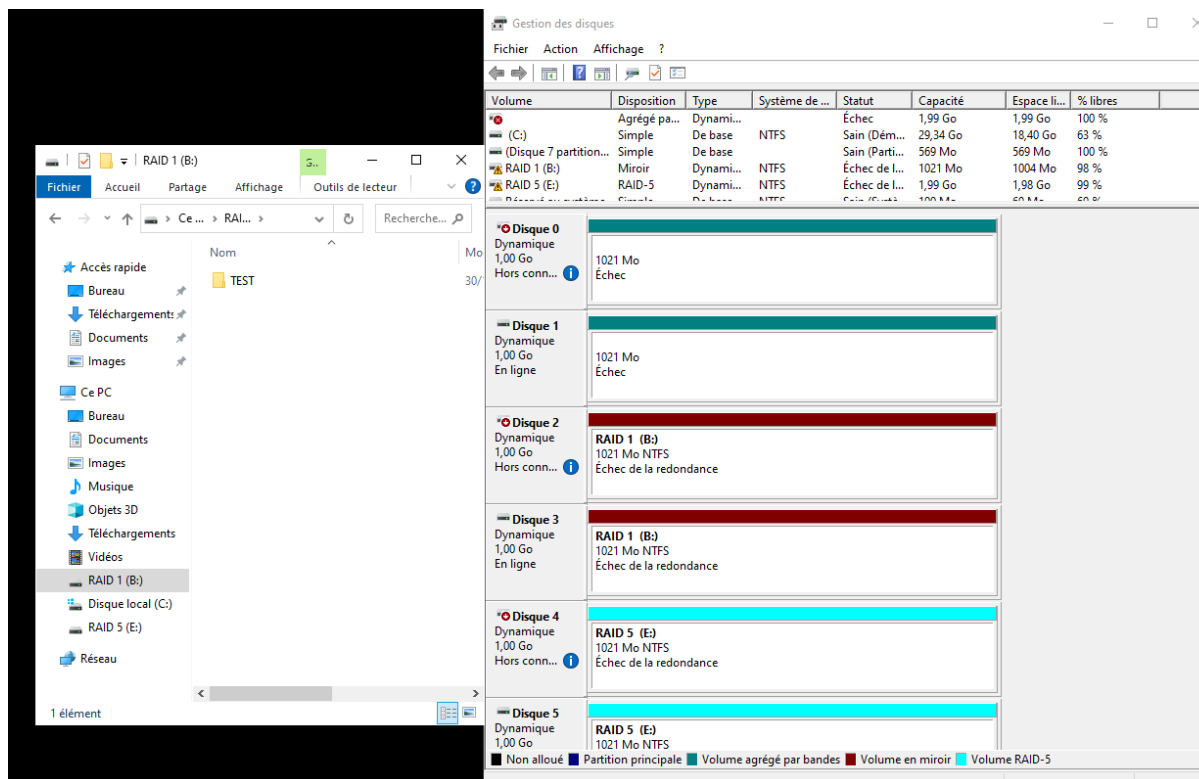 Gestion des disques
Fichier Action Affichage ?
Volume Disposition Type Système de ... Statut Capacité Espace li... % libres
Agrégé pa... Dynami... Échec 1,99 Go 1,99 Go 100 %
(C:) Simple De base NTFS Sain (Dém... 29,34 Go 18,40 Go 63 %
(Disque 7 partition... Simple De base Sain (Parti... 569 Mo 569 Mo 100 %
RAID 1 (B:) Miroir Dynami... NTFS Échec de l... 1021 Mo 1004 Mo 98 %
RAID 5 (E:) RAID-5 Dynami... NTFS Échec de l... 1,99 Go 1,98 Go 99 %
Disque 0
Dynamique
1,00 Go
Hors conn...
1021 Mo
Échec
Disque 1
Dynamique
1,00 Go
En ligne
1021 Mo
Échec
Disque 2
Dynamique
1,00 Go
Hors conn...
RAID 1 (B:)
1021 Mo NTFS
Échec de la redondance
Disque 3
Dynamique
1,00 Go
En ligne
RAID 1 (B:)
1021 Mo NTFS
Échec de la redondance
Disque 4
Dynamique
1,00 Go
Hors conn...
RAID 5 (E:)
1021 Mo NTFS
Échec de la redondance
Disque 5
Dynamique
1,00 Go
RAID 5 (E:)
1021 Mo NTFS
Non alloué Partition principale Volume agrégé par bandes Volume en miroir Volume RAID-5
RAID 1 (B:) G...
Fichier Accueil Partage Affichage Outils de lecteur
Ce ... RAI... Recherche...
Nom Mo
TEST 30/
Accès rapide
Bureau
Téléchargements
Documents
Images
Ce PC
Bureau
Documents
Images
Musique
Objets 3D
Téléchargements
Vidéos
RAID 1 (B:)
Disque local (C:)
RAID 5 (E:)
Réseau
1 élément